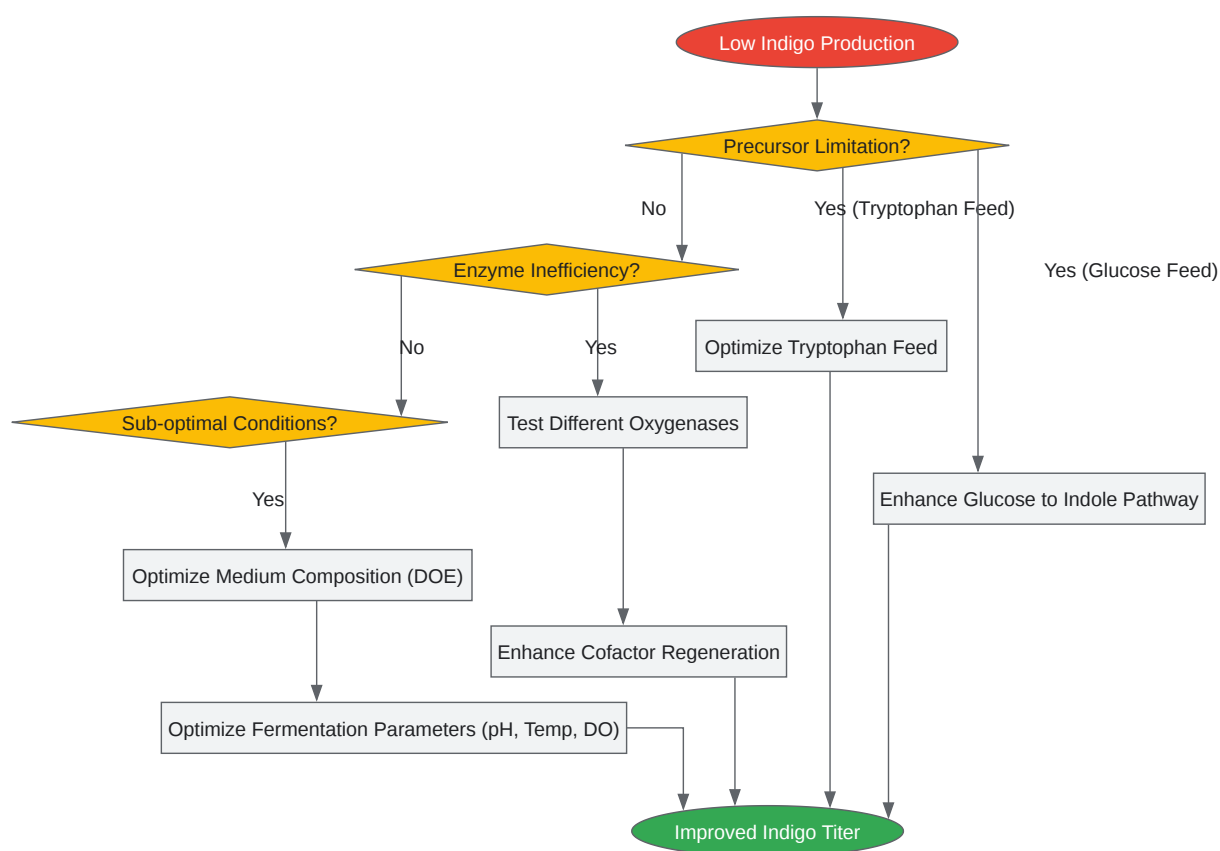 Low Indigo Production
Precursor Limitation?
No
Yes (Tryptophan Feed)
Enzyme Inefficiency?
Yes (Glucose Feed)
No
Yes
Optimize Tryptophan Feed
Sub-optimal Conditions?
Test Different Oxygenases
Yes
Enhance Glucose to Indole Pathway
Optimize Medium Composition (DOE)
Enhance Cofactor Regeneration
Optimize Fermentation Parameters (pH, Temp, DO)
Improved Indigo Titer